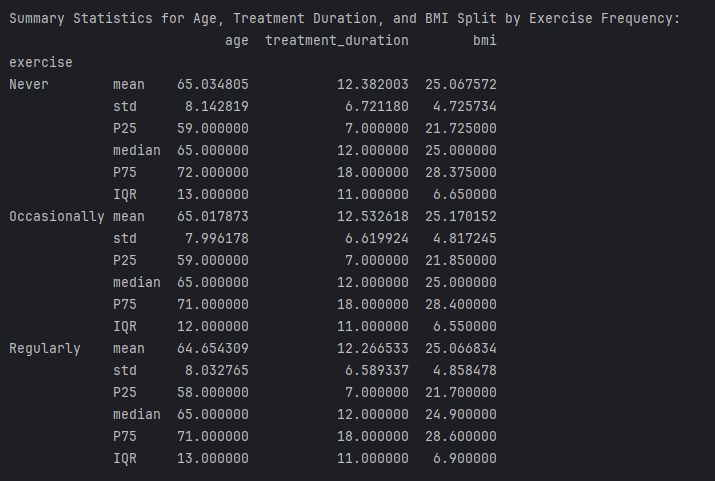 Summary Statistics for Age, Treatment Duration, and BMI Split by Exercise Frequency:
age treatment_duration bmi
exercise
Never mean 65.034805 12.382003 25.067572
std 8.142819 6.721180 4.725734
P25 59.000000 7.000000 21.725000
median 65.000000 12.000000 25.000000
P75 72.000000 18.000000 28.375000
IQR 13.000000 11.000000 6.650000
Occasionally mean 65.017873 12.532618 25.170152
std 7.996178 6.619924 4.817245
P25 59.000000 7.000000 21.850000
median 65.000000 12.000000 25.000000
P75 71.000000 18.000000 28.400000
IQR 12.000000 11.000000 6.550000
Regularly mean 64.654309 12.266533 25.066834
std 8.032765 6.589337 4.858478
P25 58.000000 7.000000 21.700000
median 65.000000 12.000000 24.900000
P75 71.000000 18.000000 28.600000
IQR 13.000000 11.000000 6.900000